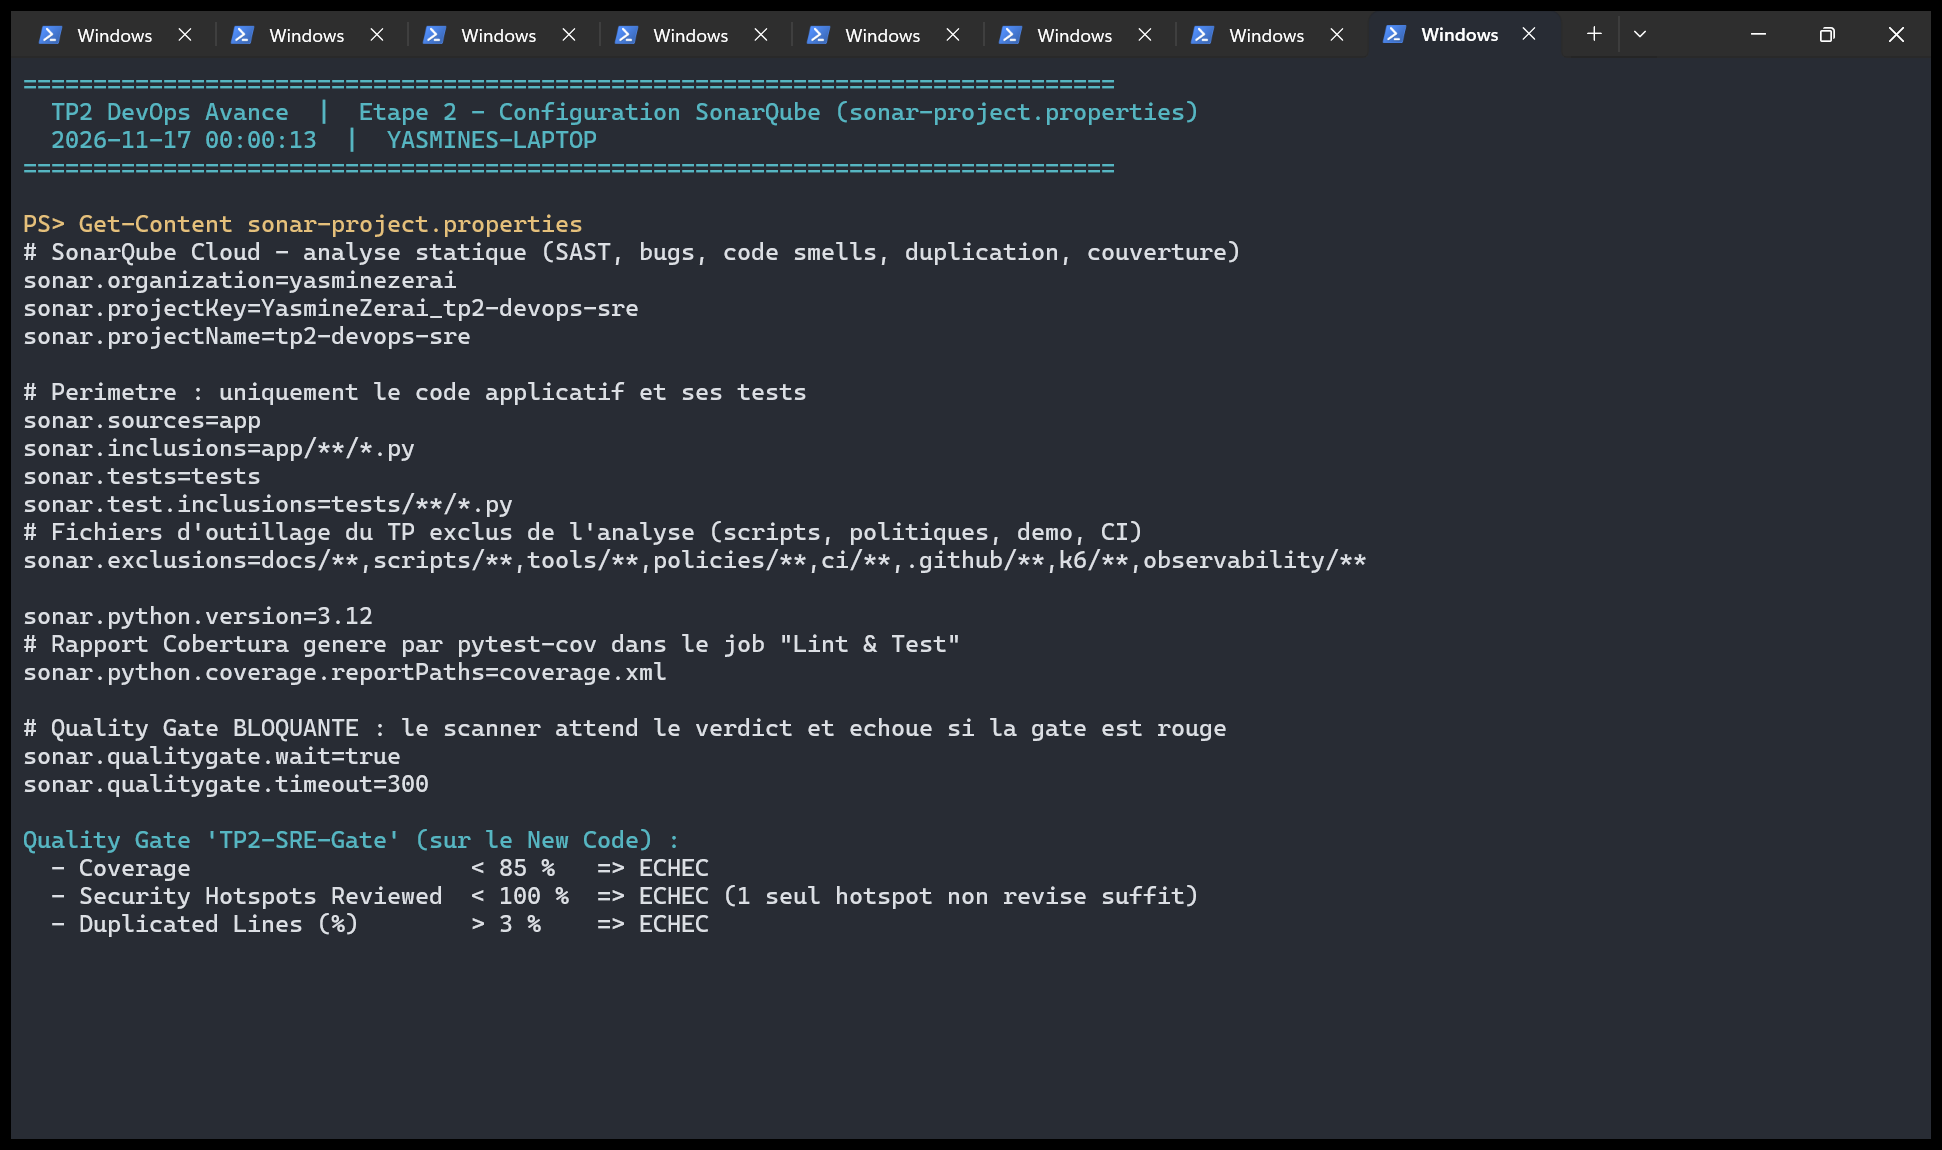 Windows Windows Windows Windows Windows Windows Windows Windows
==============================================================================
TP2 DevOps Avance | Etape 2 - Configuration SonarQube (sonar-project.properties)
2026-11-17 00:00:13 | YASMINES-LAPTOP
==============================================================================
PS> Get-Content sonar-project.properties
# SonarQube Cloud - analyse statique (SAST, bugs, code smells, duplication, couverture)
sonar.organization=yasminezerai
sonar.projectKey=YasmineZerai_tp2-devops-sre
sonar.projectName=tp2-devops-sre
# Perimetre : uniquement le code applicatif et ses tests
sonar.sources=app
sonar.inclusions=app/**/*.py
sonar.tests=tests
sonar.test.inclusions=tests/**/*.py
# Fichiers d'outillage du TP exclus de l'analyse (scripts, politiques, demo, CI)
sonar.exclusions=docs/**,scripts/**,tools/**,policies/**,ci/**,.github/**,k6/**,observability/**
sonar.python.version=3.12
# Rapport Cobertura genere par pytest-cov dans le job "Lint & Test"
sonar.python.coverage.reportPaths=coverage.xml
# Quality Gate BLOQUANTE : le scanner attend le verdict et echoue si la gate est rouge
sonar.qualitygate.wait=true
sonar.qualitygate.timeout=300
Quality Gate 'TP2-SRE-Gate' (sur le New Code) :
- Coverage < 85 % => ECHEC
- Security Hotspots Reviewed < 100 % => ECHEC (1 seul hotspot non revise suffit)
- Duplicated Lines (%) > 3 % => ECHEC